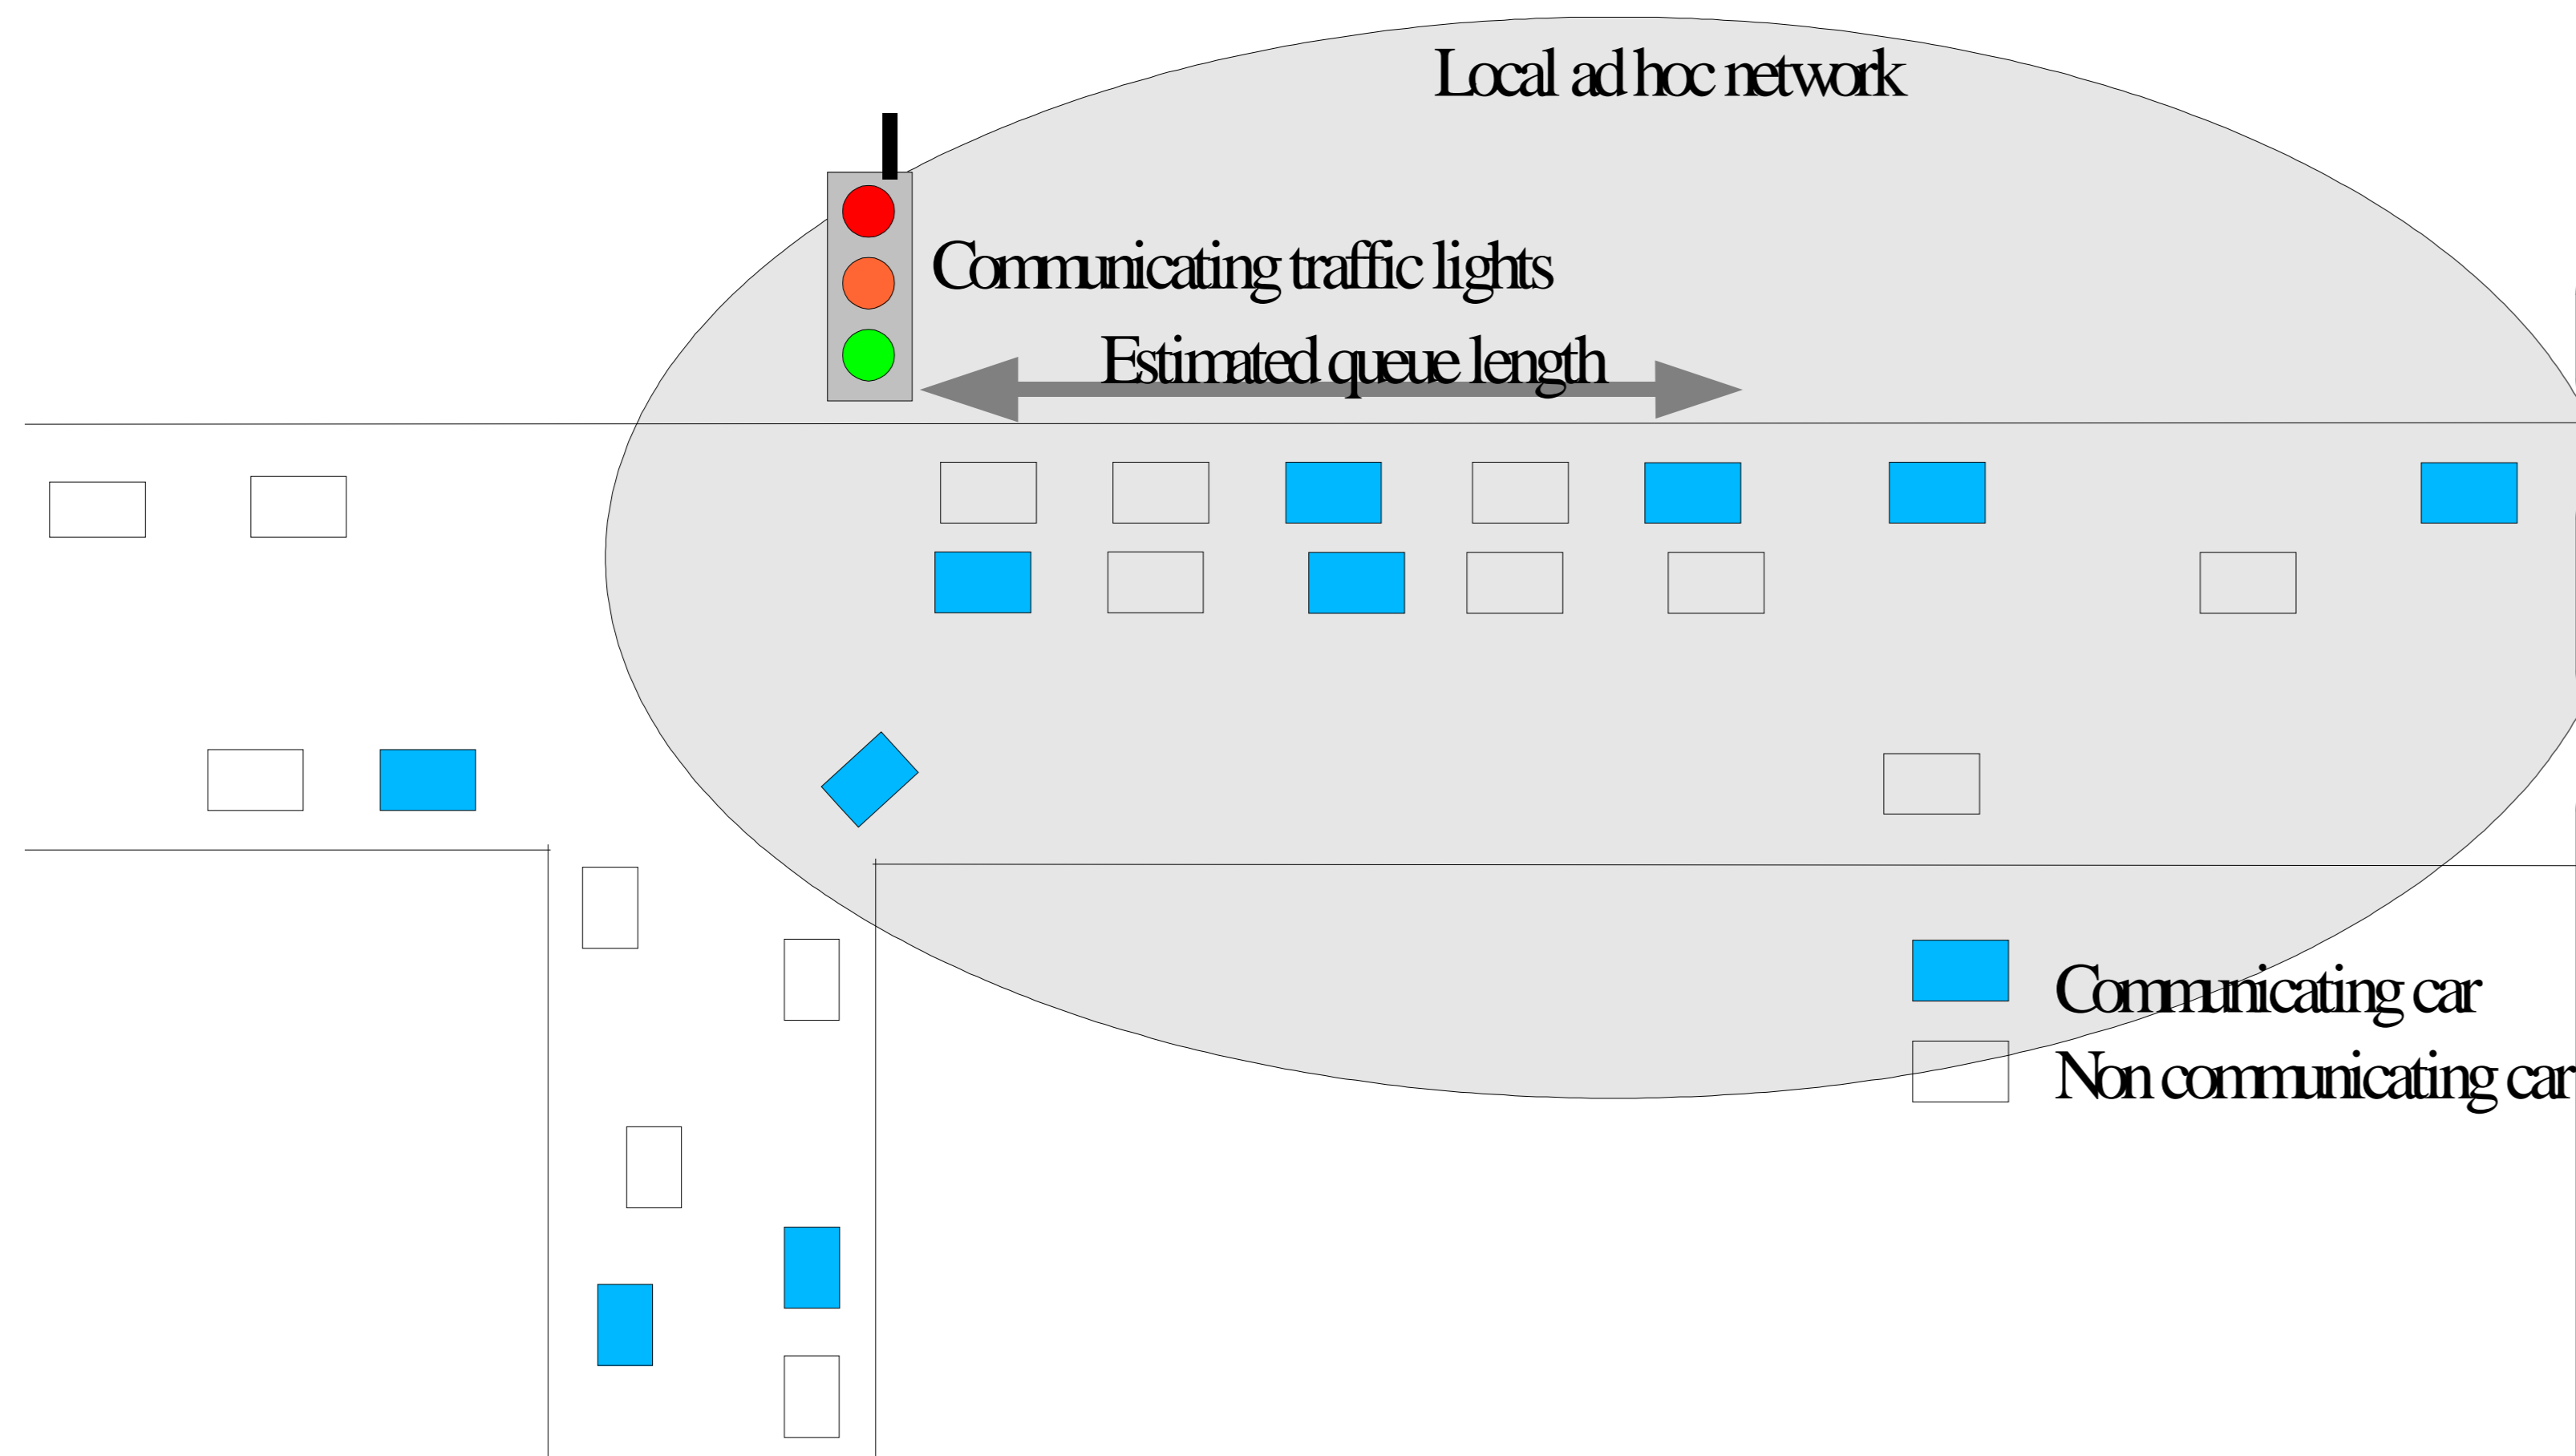 Local ad hoc network
Communicating traffic lights
Estimated queue length
Communicating car
Non communicating car